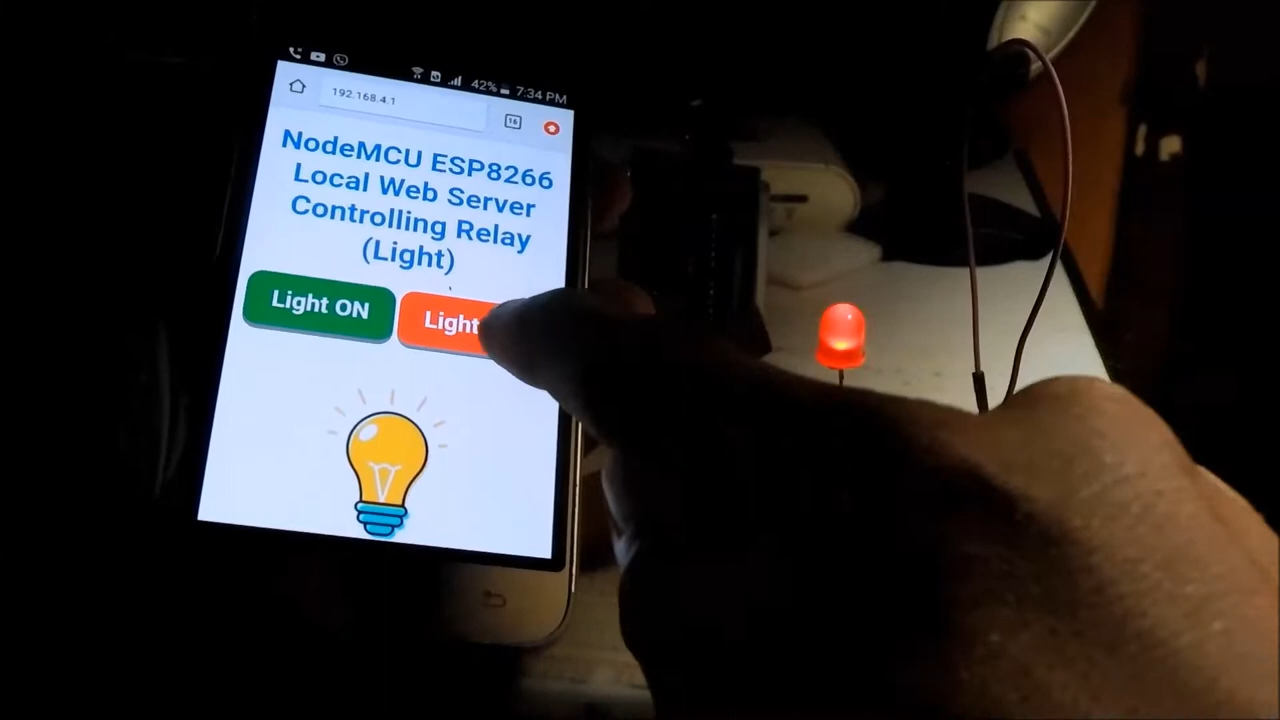 42% 7:34 PM
192.168.4.1
16
NodeMCU ESP8266
Local Web Server
Controlling Relay
(Light)
Light ON
Light